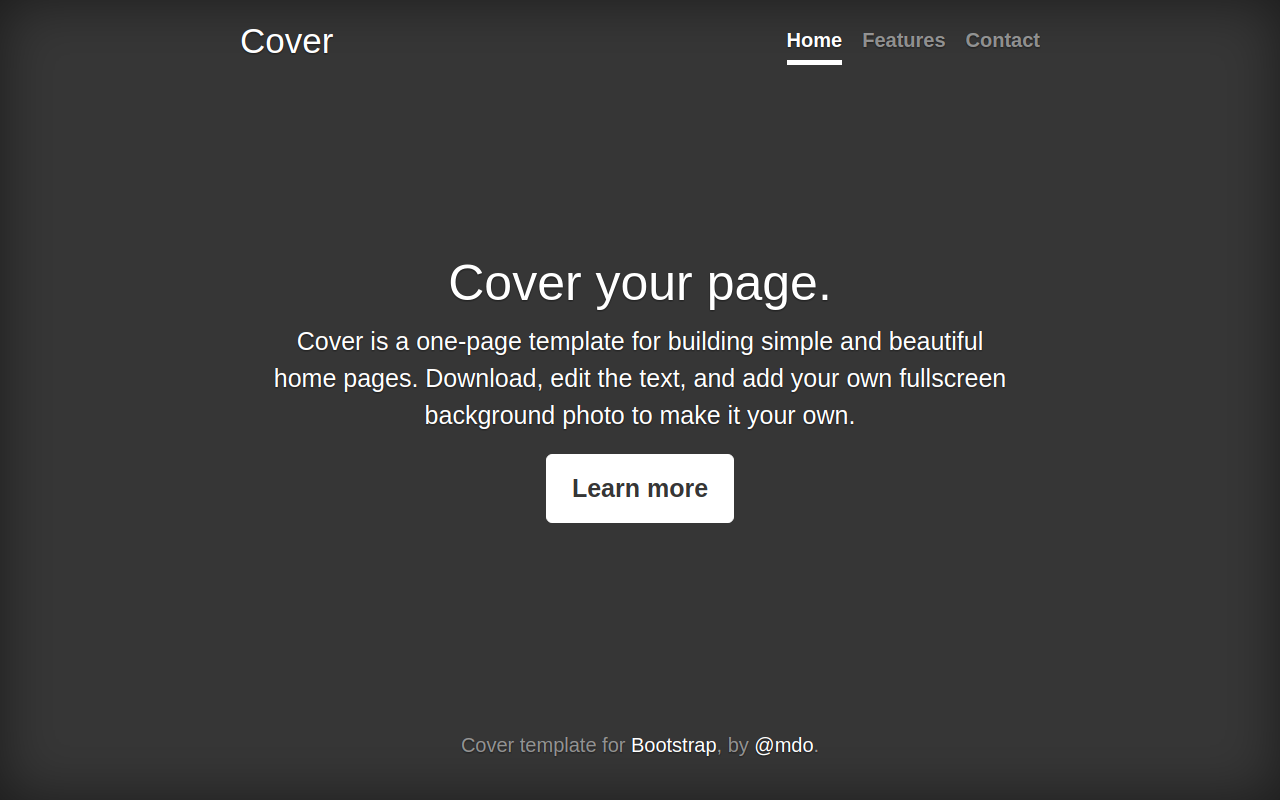 Cover
Home Features Contact
Cover your page.
Cover is a one-page template for building simple and beautiful
home pages. Download, edit the text, and add your own fullscreen
background photo to make it your own.
Learn more
Cover template for Bootstrap, by @mdo.